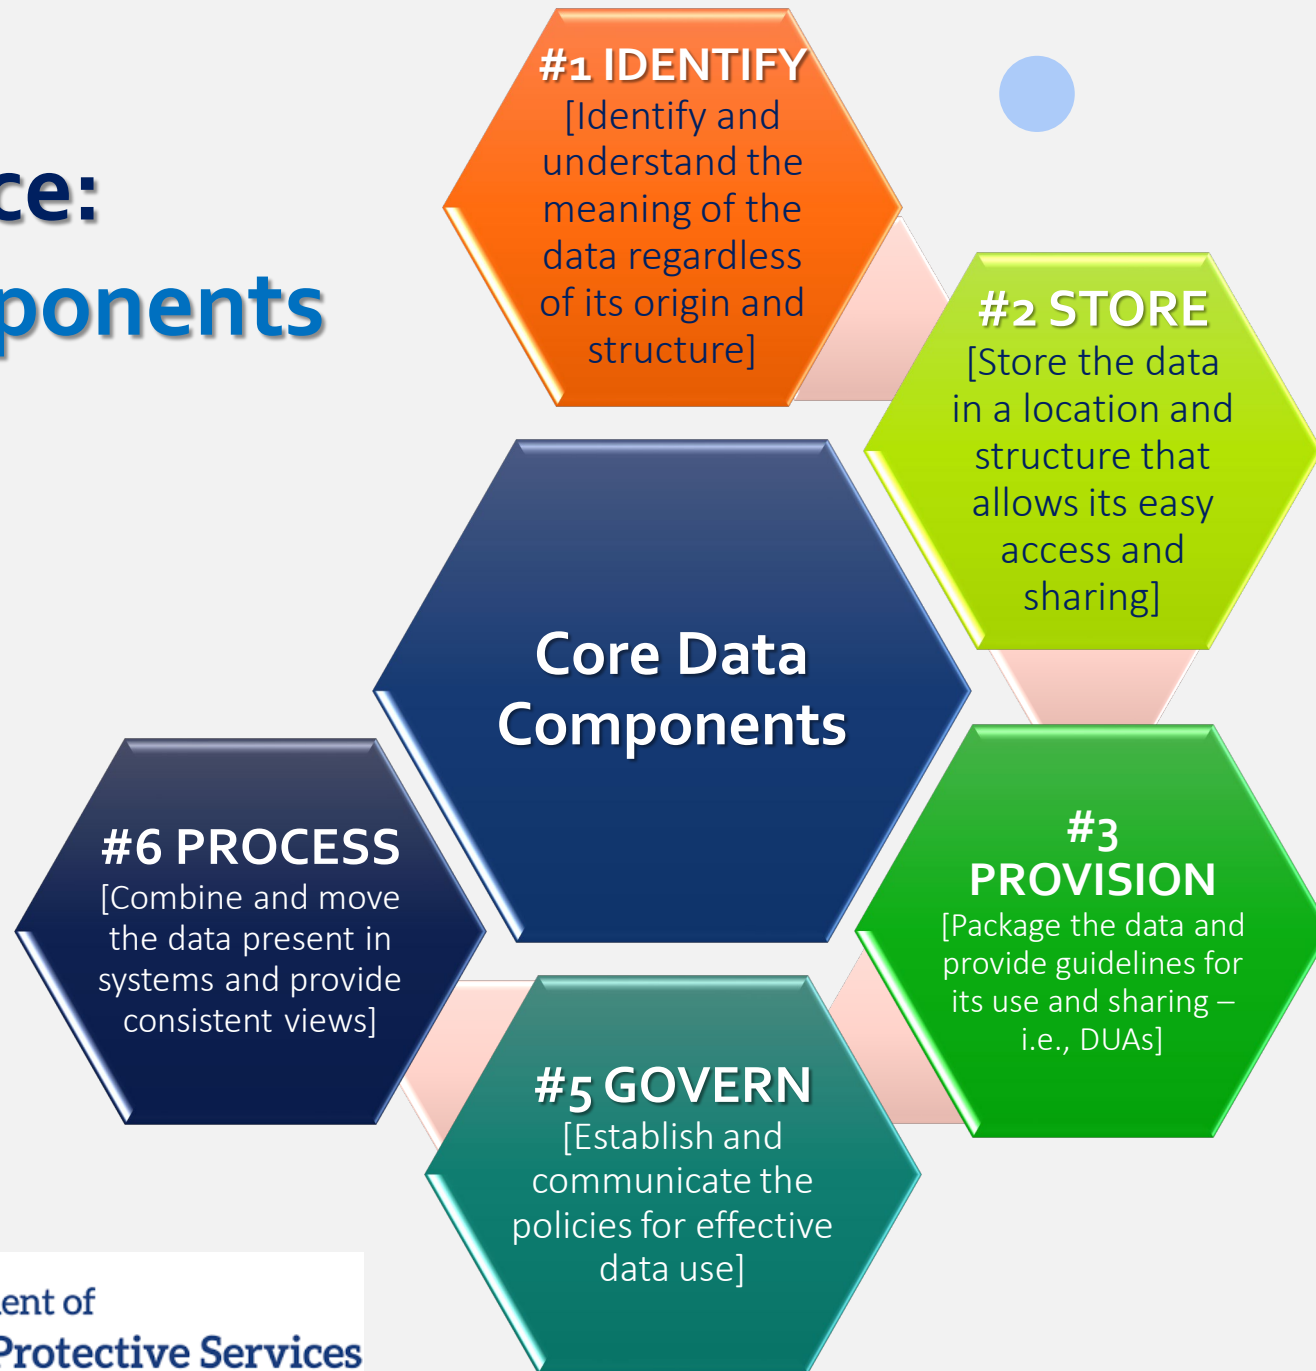 ce:
ponents
#1 IDENTIFY
[Identify and
understand the
meaning of the
data regardless
of its origin and
structure]
#2 STORE
[Store the data
in a location and
structure that
allows its easy
access and
sharing]
Core Data
Components
#3
PROVISION
[Package the data and
provide guidelines for
its use and sharing –
i.e., DUAs]
#6 PROCESS
[Combine and move
the data present in
systems and provide
consistent views]
#5 GOVERN
[Establish and
communicate the
policies for effective
data use]
ent of
Protective Services